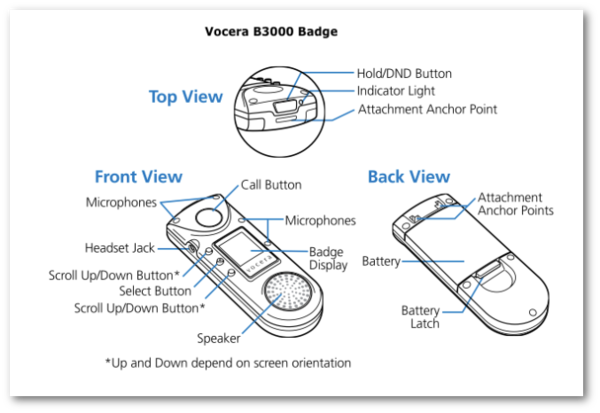 Vocera B3000 Badge
Top View
Hold/DND Button
Indicator Light
Attachment Anchor Point
Front View
Call Button
Microphones
Microphones
Headset Jack
Badge
Display
vocera
Scroll Up/Down Button*
Select Button
Scroll Up/Down Button*
Speaker
Back View
Attachment
Anchor Points
Battery
Battery
Latch
*Up and Down depend on screen orientation